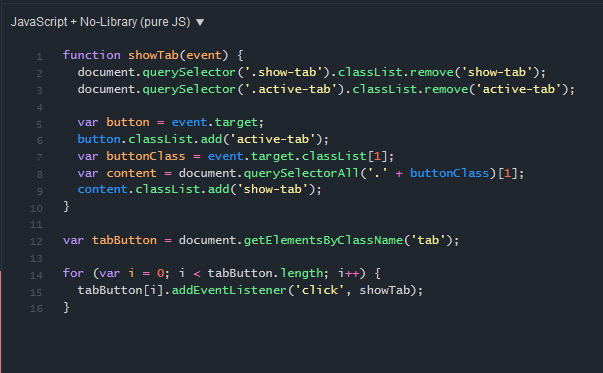 JavaScript + No-Library (pure JS) ▼
1 function showTab(event) {
2   document.querySelector('.show-tab').classList.remove('show-tab');
3   document.querySelector('.active-tab').classList.remove('active-tab');
4
5   var button = event.target;
6   button.classList.add('active-tab');
7   var buttonClass = event.target.classList[1];
8   var content = document.querySelectorAll('.' + buttonClass)[1];
9   content.classList.add('show-tab');
10 }
11
12 var tabButton = document.getElementsByClassName('tab');
13
14 for (var i = 0; i < tabButton.length; i++) {
15   tabButton[i].addEventListener('click', showTab);
16 }